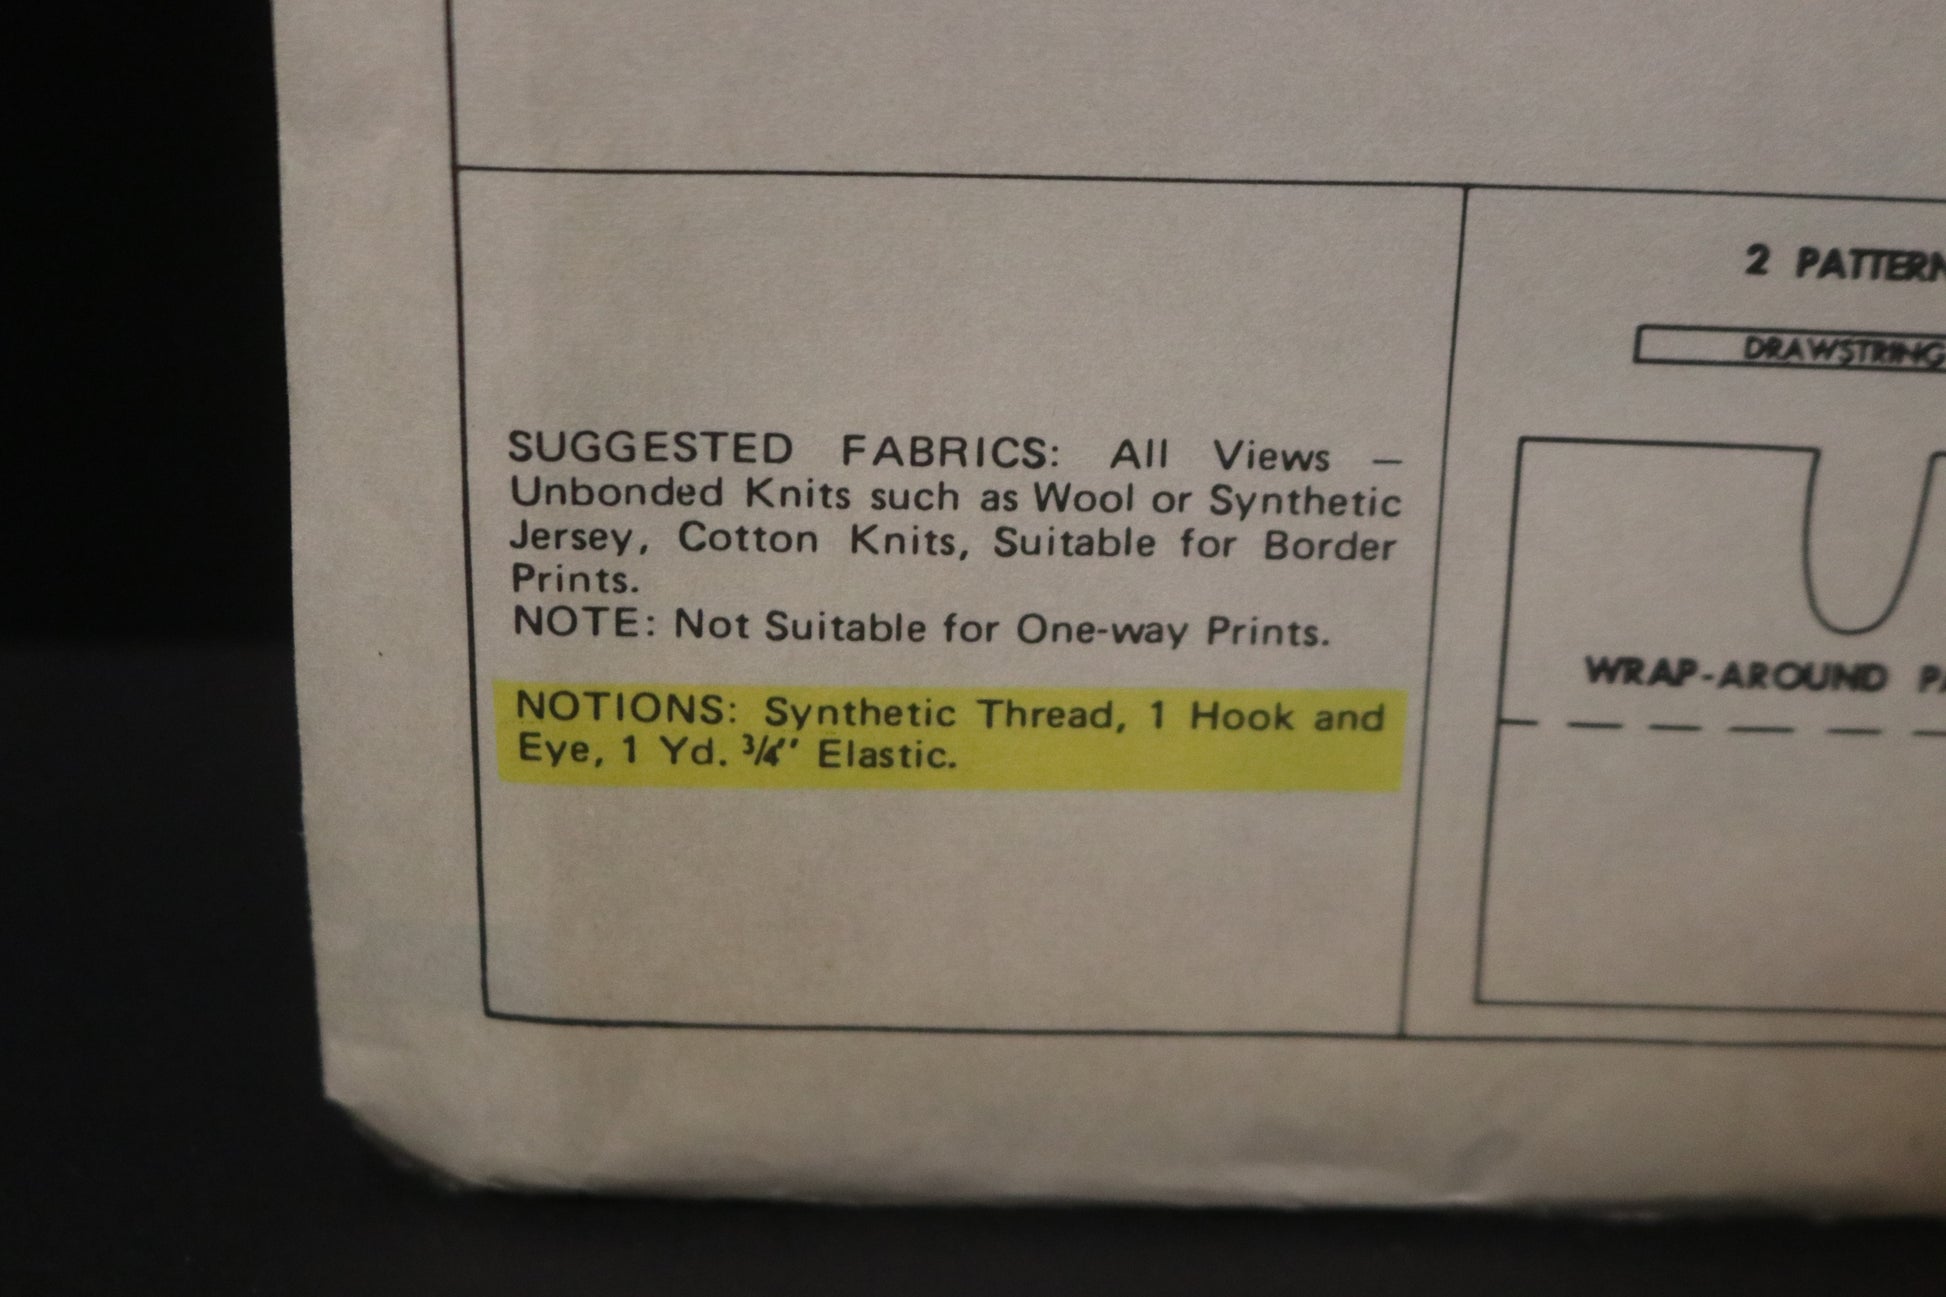 SUGGESTED FABRICS: All Views —
Unbonded Knits such as Wool or Synthetic
Jersey, Cotton Knits, Suitable for Border
Prints.
NOTE: Not Suitable for One-way Prints.
NOTIONS: Synthetic Thread, 1 Hook and
Eye, 1 Yd. ¾" Elastic.
2 PATTERN
DRAWSTRING
WRAP-AROUND